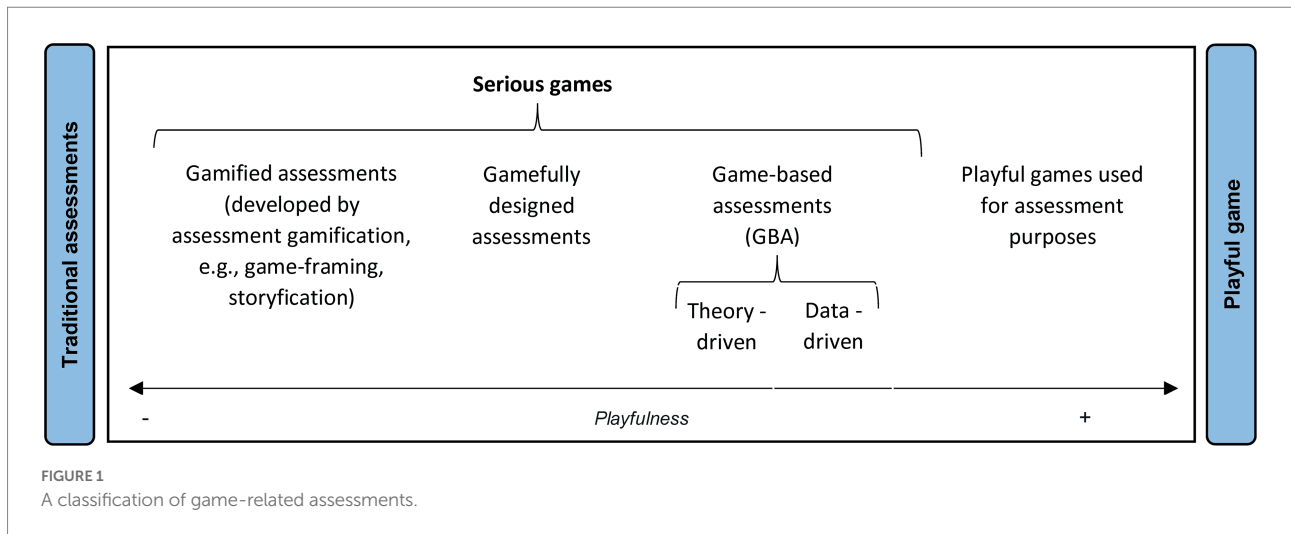 Traditional assessments
Serious games
Gamified assessments
(developed by
assessment gamification,
e.g., game-framing,
storyfication)
Gamefully
designed
assessments
Game-based
assessments
(GBA)
Theory -
driven
Data -
driven
Playful games used
for assessment
purposes
-
Playfulness
+
Playful game
FIGURE 1
A classification of game-related assessments.